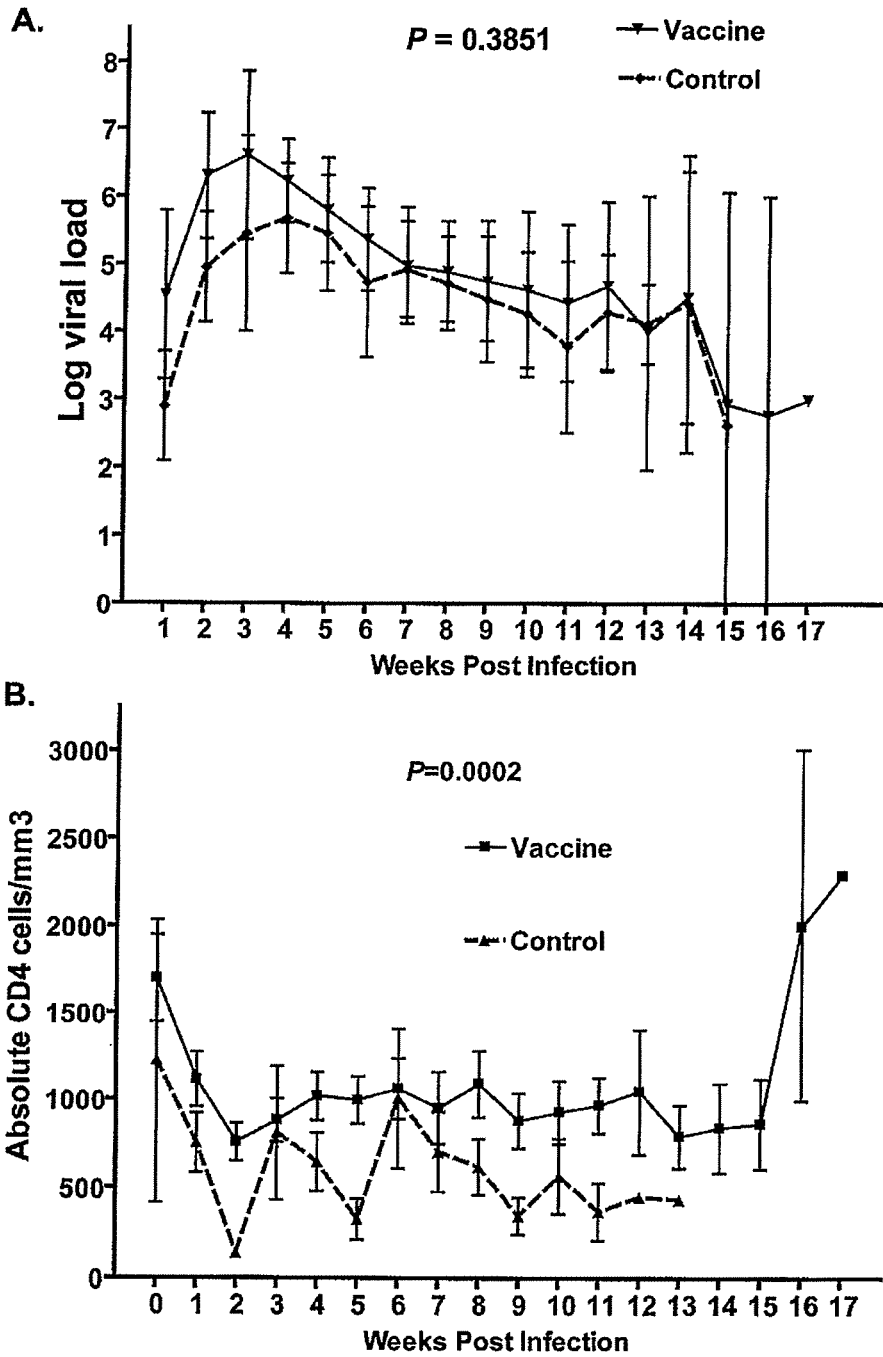 A.
P = 0.3851
Vaccine
Control
8
7
6
5
4
3
2
1
0
Log viral load
1 2 3 4 5 6 7 8 9 10 11 12 13 14 15 16 17
Weeks Post Infection
B.
P=0.0002
Vaccine
Control
3000
2500
2000
1500
1000
500
0
Absolute CD4 cells/mm3
0 1 2 3 4 5 6 7 8 9 10 11 12 13 14 15 16 17
Weeks Post Infection